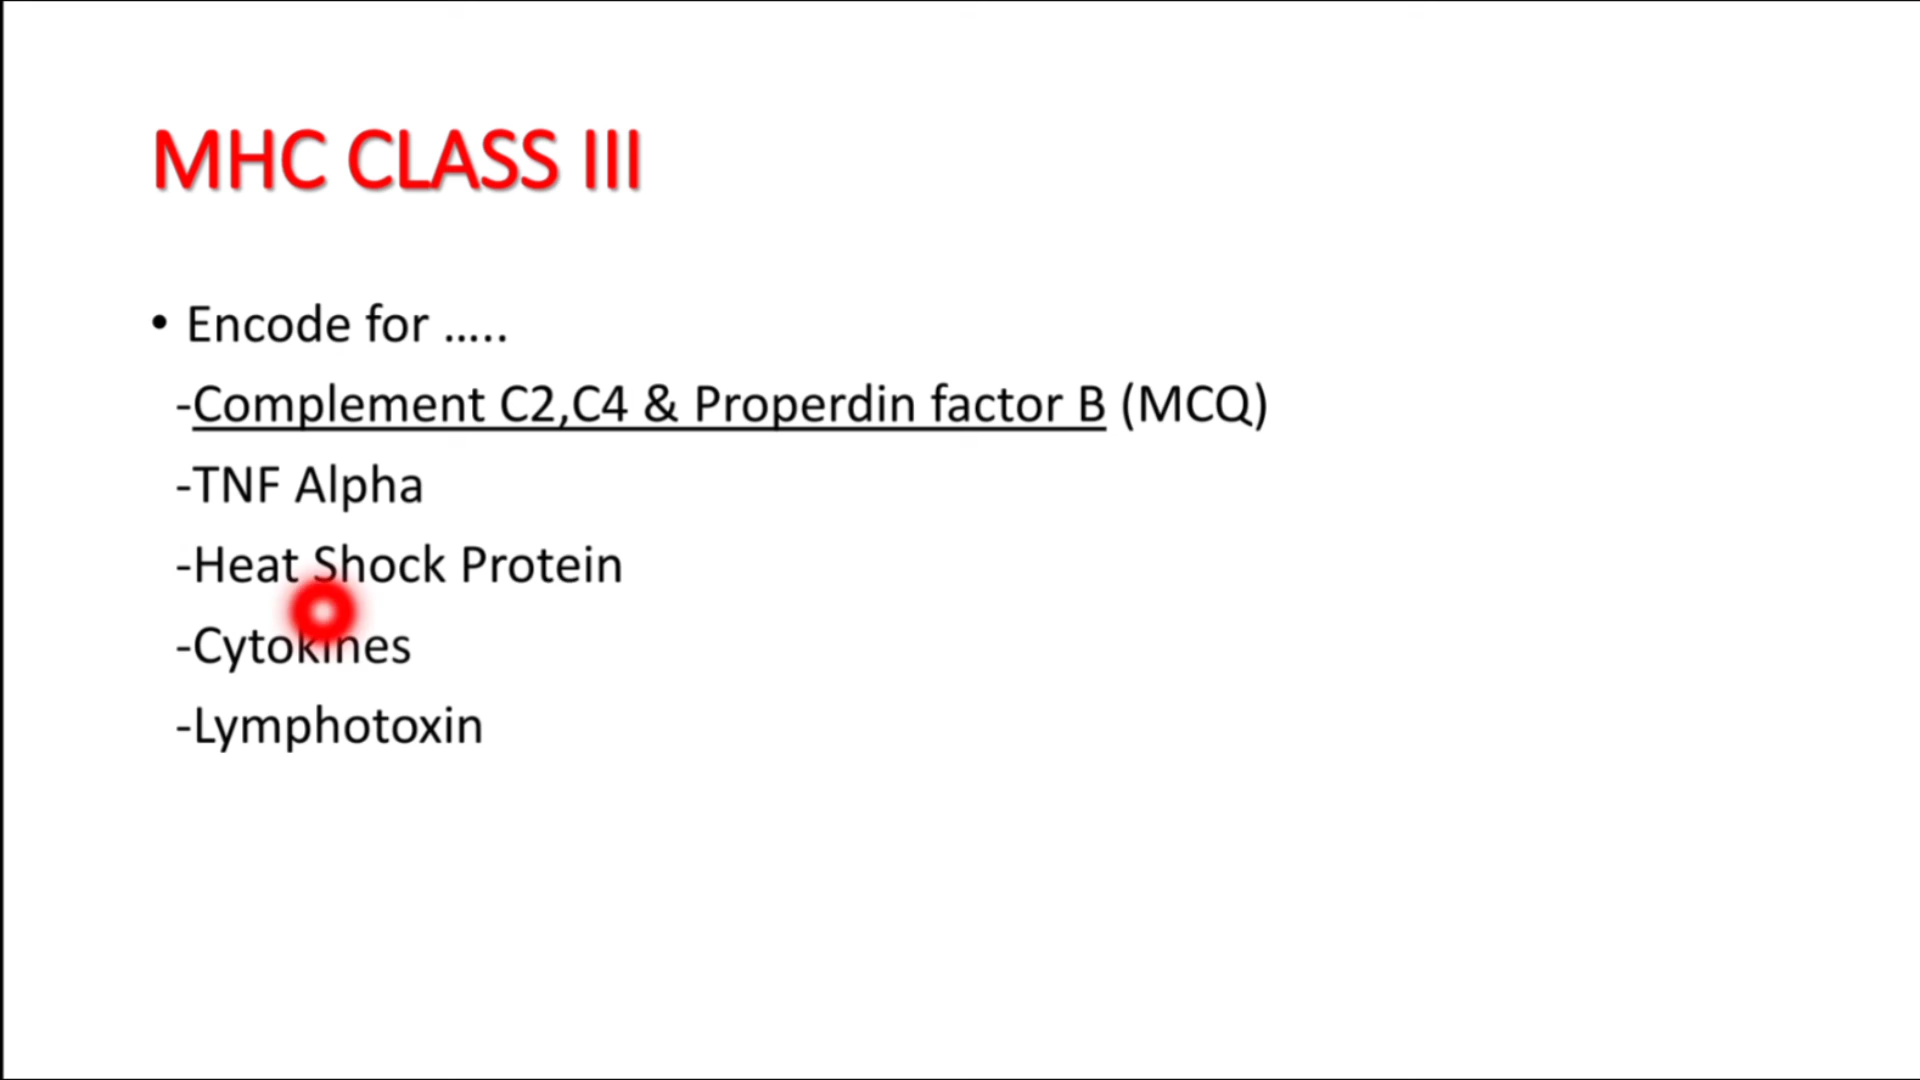 MHC CLASS III
• Encode for .....
-Complement C2,C4 & Properdin factor B (MCQ)
-TNF Alpha
-Heat Shock Protein
-Cytokines
-Lymphotoxin